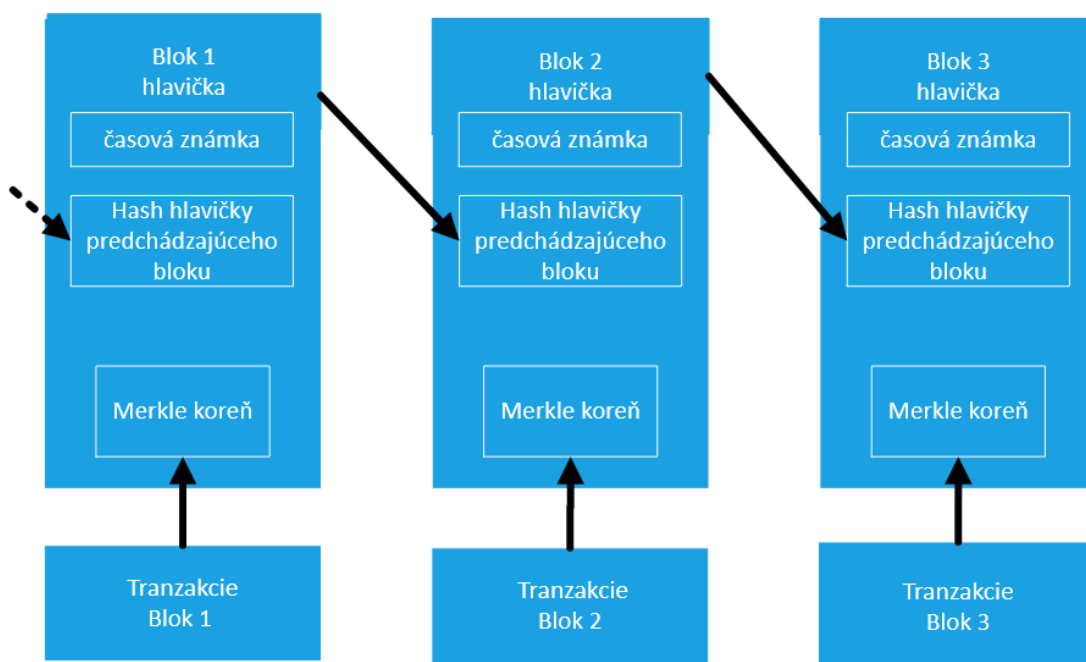 Blok 1
hlavička
časová známka
Hash hlavičky
predchádzajúceho
bloku
Merkle koreň
Tranzakcie
Blok 1
Blok 2
hlavička
časová známka
Hash hlavičky
predchádzajúceho
bloku
Merkle koreň
Tranzakcie
Blok 2
Blok 3
hlavička
časová známka
Hash hlavičky
predchádzajúceho
bloku
Merkle koreň
Tranzakcie
Blok 3